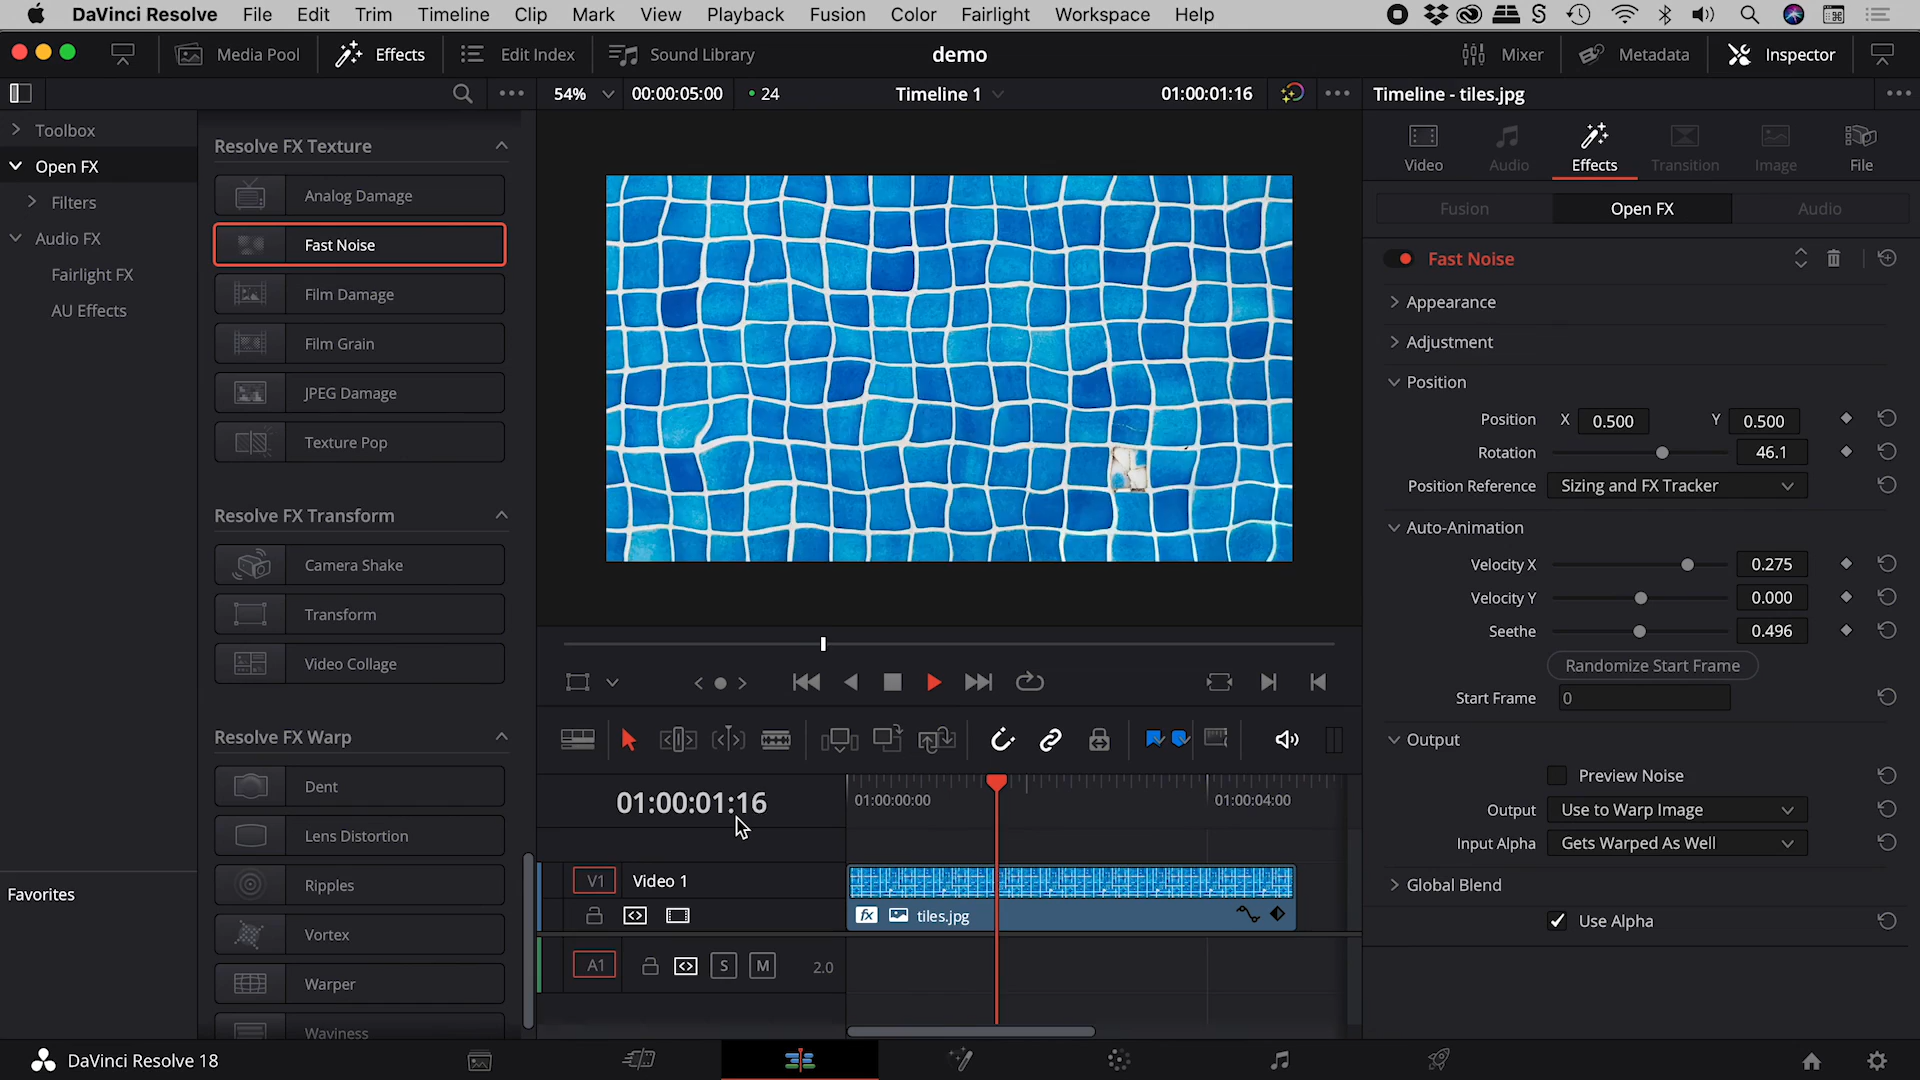 DaVinci Resolve File Edit Trim Timeline Clip Mark View Playback Fusion Color Fairlight Workspace Help
Media Pool Effects Edit Index Sound Library demo Mixer Metadata Inspector
54% 00:00:05:00 24 Timeline 1 01:00:01:16 Timeline - tiles.jpg
Toolbox
Open FX
Filters
Audio FX
Fairlight FX
AU Effects
Favorites
Resolve FX Texture
Analog Damage
Fast Noise
Film Damage
Film Grain
JPEG Damage
Texture Pop
Resolve FX Transform
Camera Shake
Transform
Video Collage
Resolve FX Warp
Dent
Lens Distortion
Ripples
Vortex
Warper
Waviness
01:00:01:16
01:00:00:00 01:00:04:00
V1 Video 1
fx tiles.jpg
A1 S M 2.0
Video Audio Effects Transition Image File
Fusion Open FX Audio
Fast Noise
Appearance
Adjustment
Position
Position X 0.500 Y 0.500
Rotation 46.1
Position Reference Sizing and FX Tracker
Auto-Animation
Velocity X 0.275
Velocity Y 0.000
Seethe 0.496
Randomize Start Frame
Start Frame 0
Output
Preview Noise
Output Use to Warp Image
Input Alpha Gets Warped As Well
Global Blend
Use Alpha
DaVinci Resolve 18